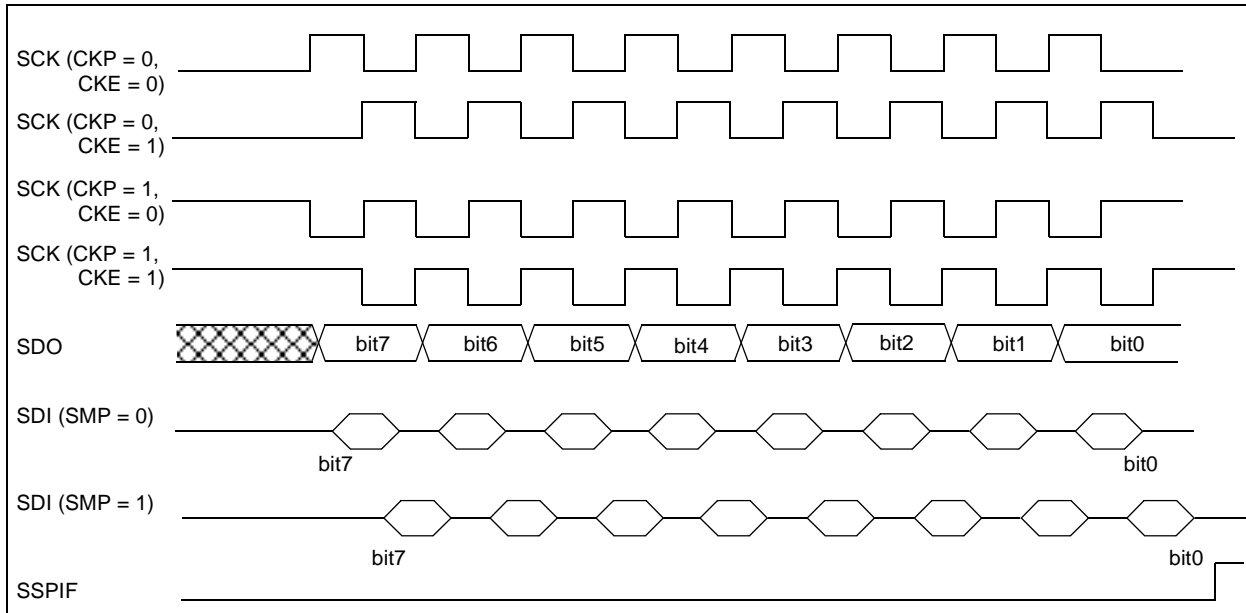 SCK (CKP = 0,
CKE = 0)
SCK (CKP = 0,
CKE = 1)
SCK (CKP = 1,
CKE = 0)
SCK (CKP = 1,
CKE = 1)
SDO bit7 bit6 bit5 bit4 bit3 bit2 bit1 bit0
SDI (SMP = 0)
bit7 bit0
SDI (SMP = 1)
bit7 bit0
SSPIF